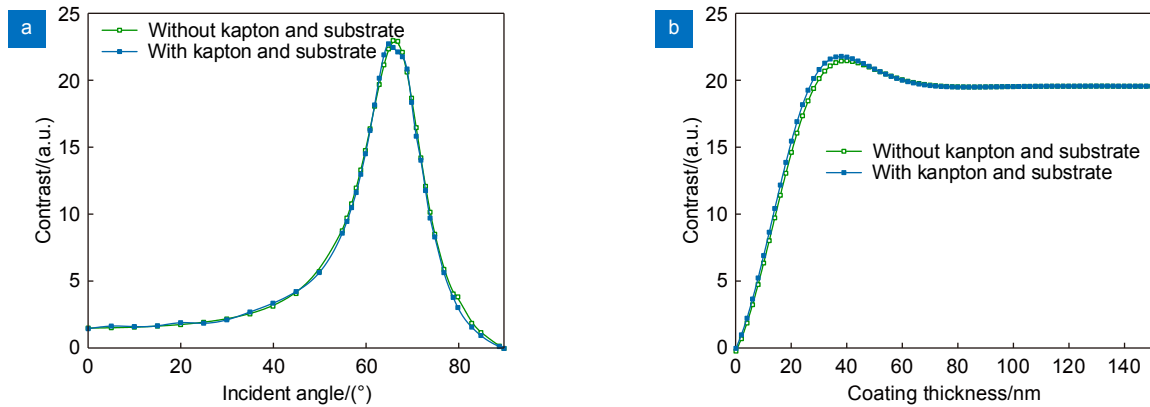 a
25
20
15
10
5
0
Contrast/(a.u.)
Without kapton and substrate
With kapton and substrate
0 20 40 60 80
Incident angle/(°)
b
25
20
15
10
5
0
Contrast/(a.u.)
Without kanpton and substrate
With kanpton and substrate
0 20 40 60 80 100 120 140
Coating thickness/nm